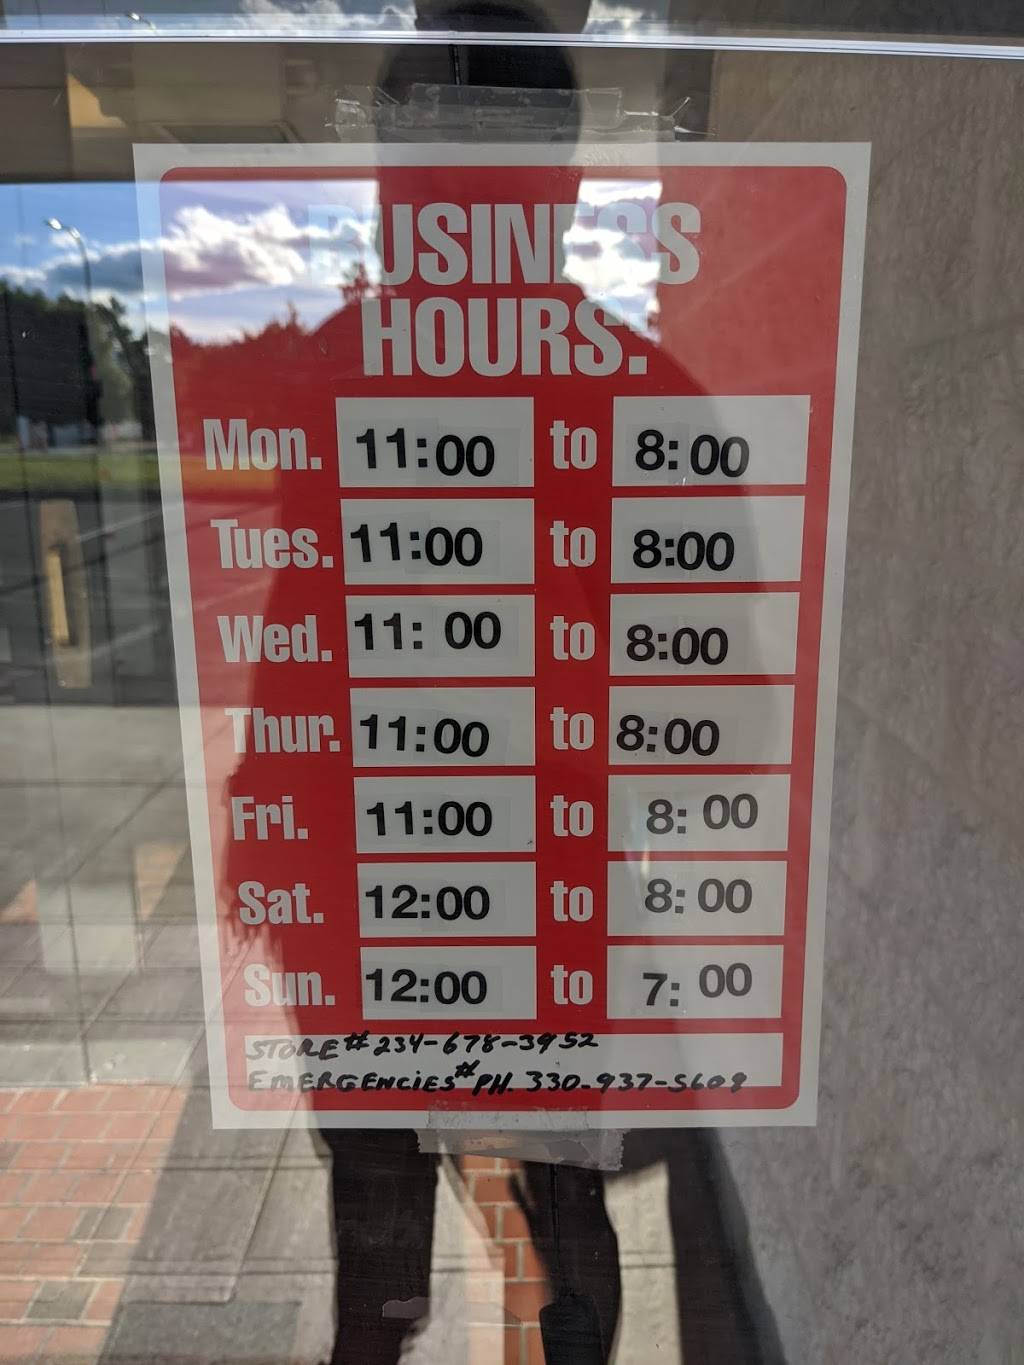 BUSINESS
HOURS:
Mon. 11:00 to 8:00
Tues. 11:00 to 8:00
Wed. 11:00 to 8:00
Thur. 11:00 to 8:00
Fri. 11:00 to 8:00
Sat. 12:00 to 8:00
Sun. 12:00 to 7:00
STORE # 234-678-3952
EMERGENCIES # PH. 330-937-5609